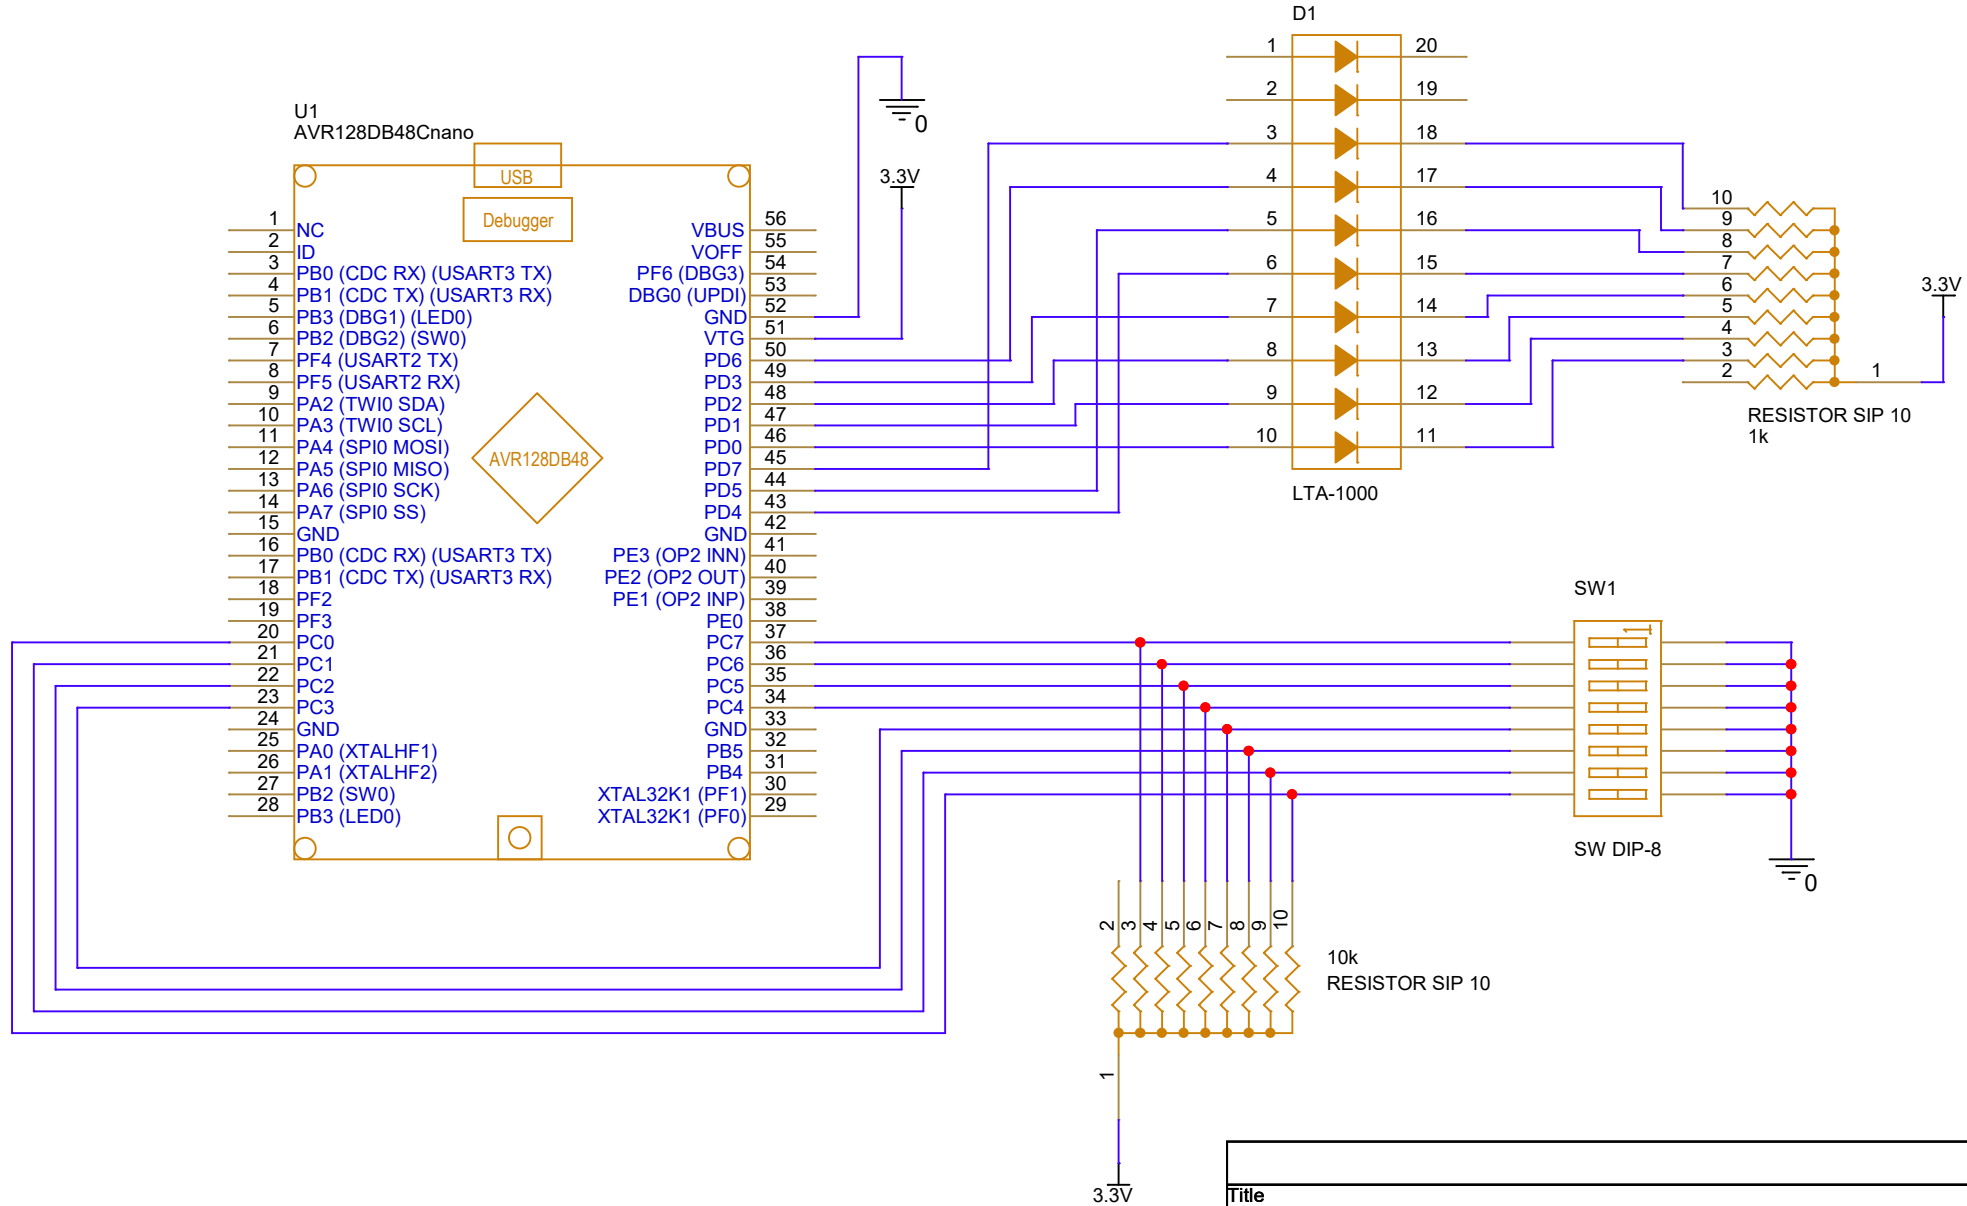 U1
AVR128DB48Cnano
USB
Debugger
AVR128DB48
1 NC
2 ID
3 PB0 (CDC RX) (USART3 TX)
4 PB1 (CDC TX) (USART3 RX)
5 PB3 (DBG1) (LED0)
6 PB2 (DBG2) (SW0)
7 PF4 (USART2 TX)
8 PF5 (USART2 RX)
9 PA2 (TWI0 SDA)
10 PA3 (TWI0 SCL)
11 PA4 (SPI0 MOSI)
12 PA5 (SPI0 MISO)
13 PA6 (SPI0 SCK)
14 PA7 (SPI0 SS)
15 GND
16 PB0 (CDC RX) (USART3 TX)
17 PB1 (CDC TX) (USART3 RX)
18 PF2
19 PF3
20 PC0
21 PC1
22 PC2
23 PC3
24 GND
25 PA0 (XTALHF1)
26 PA1 (XTALHF2)
27 PB2 (SW0)
28 PB3 (LED0)
VBUS 56
VOFF 55
PF6 (DBG3) 54
DBG0 (UPDI) 53
GND 52
VTG 51
PD6 50
PD3 49
PD2 48
PD1 47
PD0 46
PD7 45
PD5 44
PD4 43
GND 42
PE3 (OP2 INN) 41
PE2 (OP2 OUT) 40
PE1 (OP2 INP) 39
PE0 38
PC7 37
PC6 36
PC5 35
PC4 34
GND 33
PB5 32
PB4 31
XTAL32K1 (PF1) 30
XTAL32K1 (PF0) 29
0
3.3V
D1
1 20
2 19
3 18
4 17
5 16
6 15
7 14
8 13
9 12
10 11
LTA-1000
10
9
8
7
6
5
4
3
2
1
3.3V
RESISTOR SIP 10
1k
SW1
1
SW DIP-8
0
2 3 4 5 6 7 8 9 10
10k
RESISTOR SIP 10
1
3.3V
Title